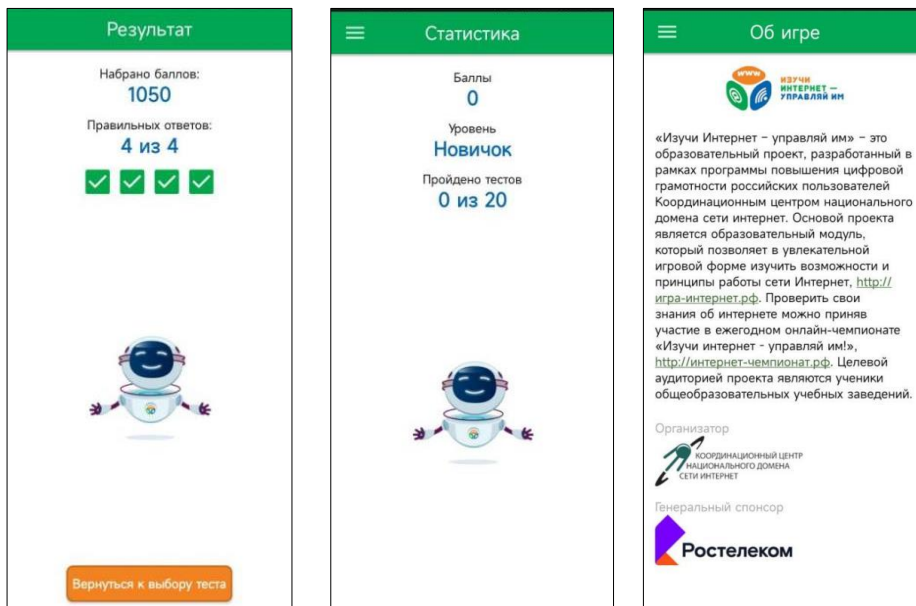 Результат
Набрано баллов:
1050
Правильных ответов:
4 из 4
Вернуться к выбору теста
Статистика
Баллы
0
Уровень
Новичок
Пройдено тестов
0 из 20
Об игре
www
ИЗУЧИ
ИНТЕРНЕТ —
УПРАВЛЯЙ ИМ
«Изучи Интернет – управляй им» – это
образовательный проект, разработанный в
рамках программы повышения цифровой
грамотности российских пользователей
Координационным центром национального
домена сети интернет. Основой проекта
является образовательный модуль,
который позволяет в увлекательной
игровой форме изучить возможности и
принципы работы сети Интернет, http://
игра-интернет.рф. Проверить свои
знания об интернете можно приняв
участие в ежегодном онлайн-чемпионате
«Изучи интернет - управляй им!»,
http://интернет-чемпионат.рф. Целевой
аудиторией проекта являются ученики
общеобразовательных учебных заведений.
Организатор
КООРДИНАЦИОННЫЙ ЦЕНТР
НАЦИОНАЛЬНОГО ДОМЕНА
СЕТИ ИНТЕРНЕТ
Генеральный спонсор
Ростелеком